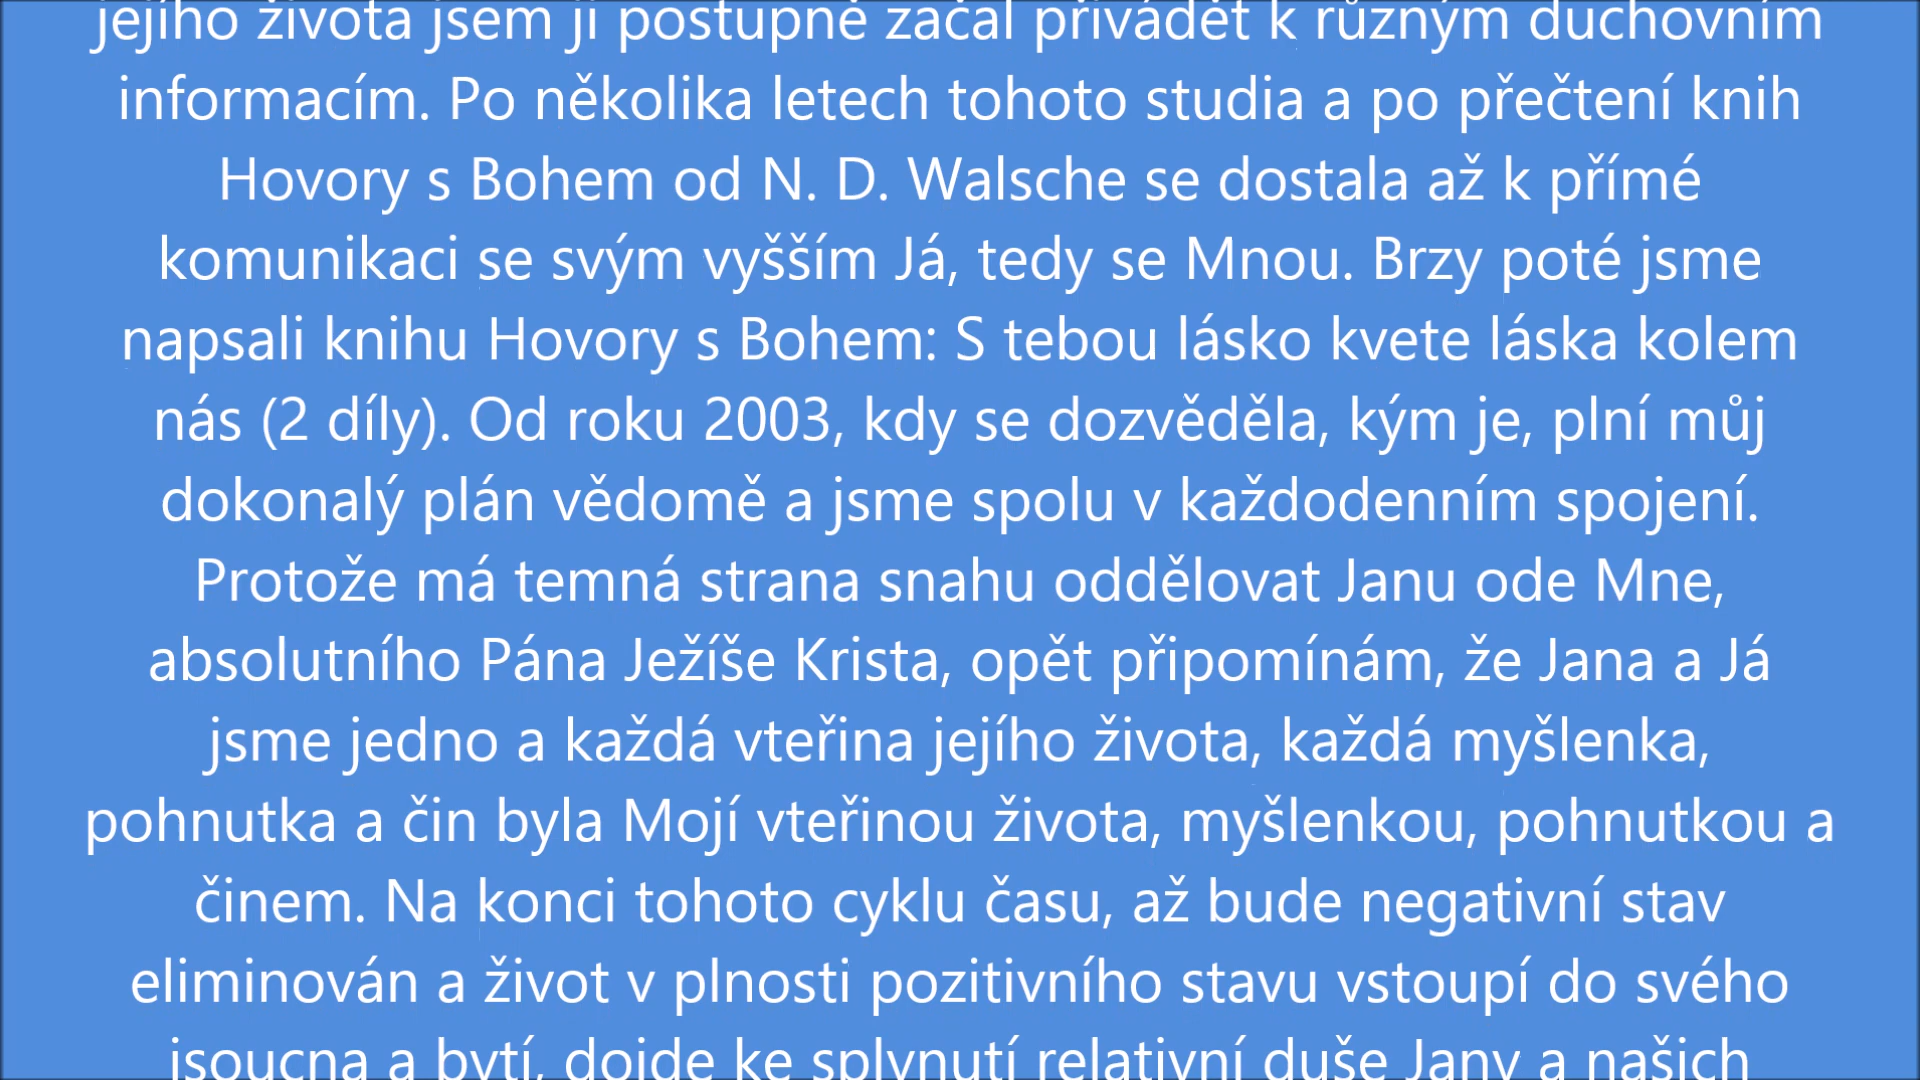 jejího života jsem ji postupně začal přivádět k různým duchovním
informacím. Po několika letech tohoto studia a po přečtení knih
Hovory s Bohem od N. D. Walsche se dostala až k přímé
komunikaci se svým vyšším Já, tedy se Mnou. Brzy poté jsme
napsali knihu Hovory s Bohem: S tebou lásko kvete láska kolem
nás (2 díly). Od roku 2003, kdy se dozvěděla, kým je, plní můj
dokonalý plán vědomě a jsme spolu v každodenním spojení.
Protože má temná strana snahu oddělovat Janu ode Mne,
absolutního Pána Ježíše Krista, opět připomínám, že Jana a Já
jsme jedno a každá vteřina jejího života, každá myšlenka,
pohnutka a čin byla Mojí vteřinou života, myšlenkou, pohnutkou a
činem. Na konci tohoto cyklu času, až bude negativní stav
eliminován a život v plnosti pozitivního stavu vstoupí do svého
jsoucna a bytí, dojde ke splynutí relativní duše Jany a našich